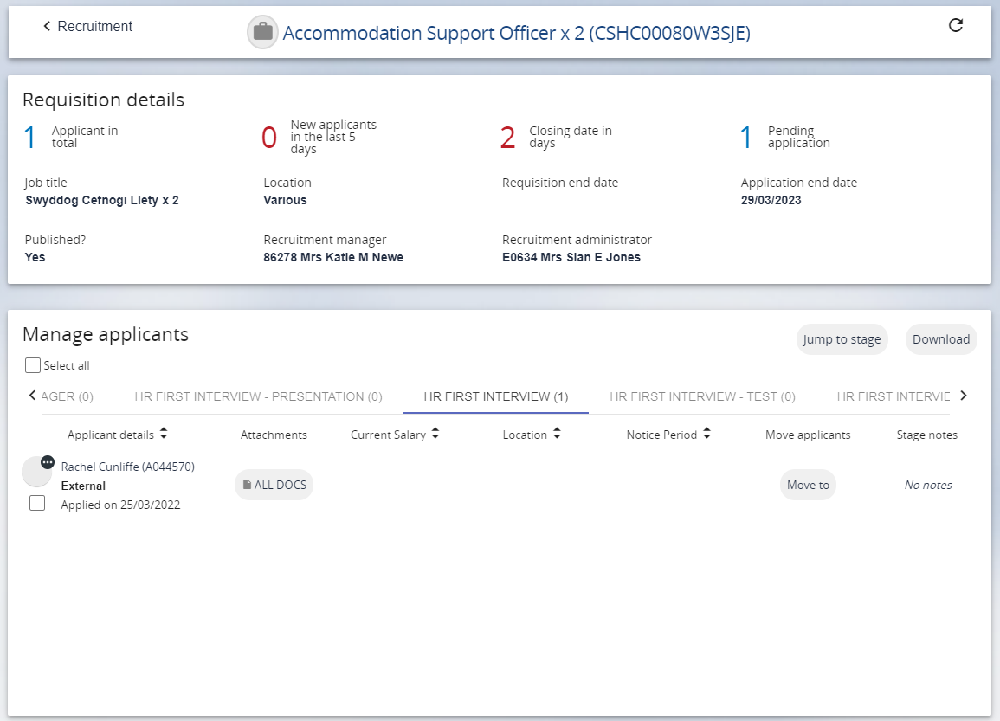 Recruitment
Accommodation Support Officer x 2 (CSHC00080W3SJE)
Requisition details
1 Applicant in
total
0 New applicants
in the last 5
days
2 Closing date in
days
1 Pending
application
Job title
Swyddog Cefnogi Llety x 2
Location
Various
Requisition end date
Application end date
29/03/2023
Published?
Yes
Recruitment manager
86278 Mrs Katie M Newe
Recruitment administrator
E0634 Mrs Sian E Jones
Manage applicants
Jump to stage
Download
Select all
AGER (0) HR FIRST INTERVIEW - PRESENTATION (0) HR FIRST INTERVIEW (1) HR FIRST INTERVIEW - TEST (0) HR FIRST INTERVIE
Applicant details Attachments Current Salary Location Notice Period Move applicants Stage notes
Rachel Cunliffe (A044570)
External
Applied on 25/03/2022
ALL DOCS
Move to
No notes